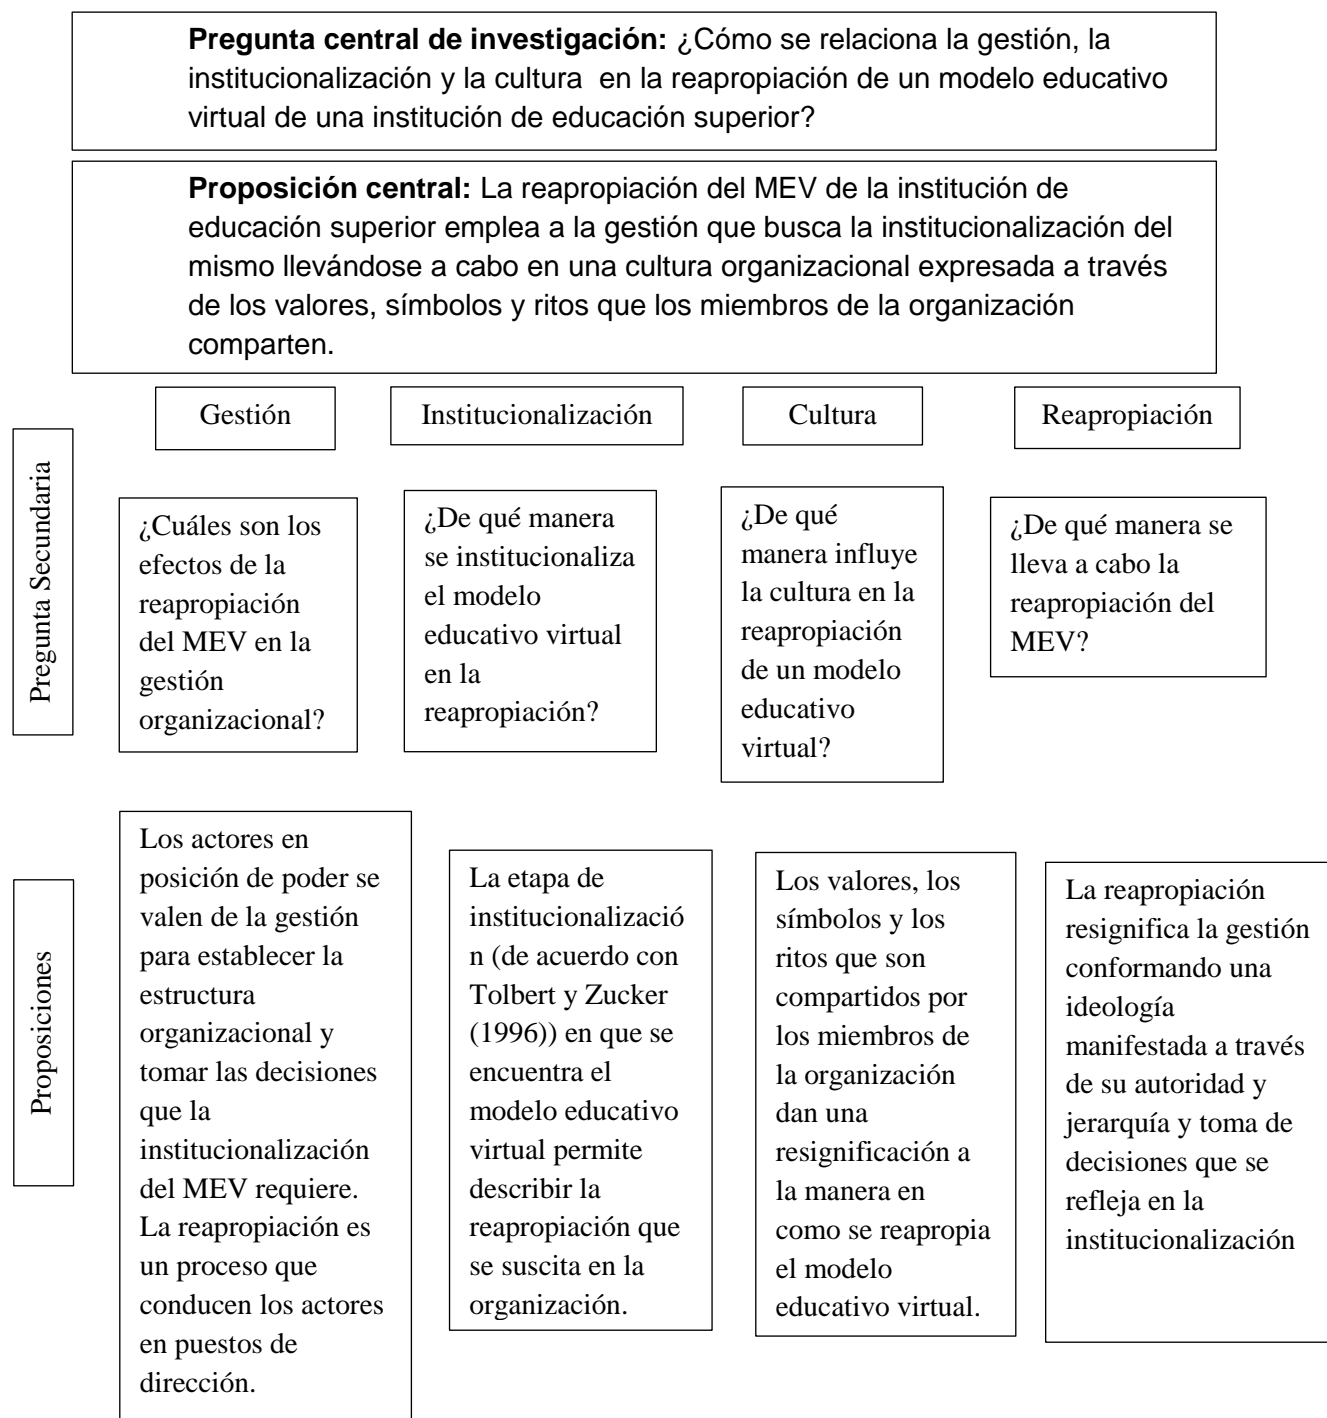 Pregunta central de investigación: ¿Cómo se relaciona la gestión, la
institucionalización y la cultura en la reapropiación de un modelo educativo
virtual de una institución de educación superior?
Proposición central: La reapropiación del MEV de la institución de
educación superior emplea a la gestión que busca la institucionalización del
mismo llevándose a cabo en una cultura organizacional expresada a través
de los valores, símbolos y ritos que los miembros de la organización
comparten.
Gestión
Institucionalización
Cultura
Reapropiación
Pregunta Secundaria
¿Cuáles son los
efectos de la
reapropiación
del MEV en la
gestión
organizacional?
¿De qué manera
se institucionaliza
el modelo
educativo virtual
en la
reapropiación?
¿De qué
manera influye
la cultura en la
reapropiación
de un modelo
educativo
virtual?
¿De qué manera se
lleva a cabo la
reapropiación del
MEV?
Proposiciones
Los actores en
posición de poder se
valen de la gestión
para establecer la
estructura
organizacional y
tomar las decisiones
que la
institucionalización
del MEV requiere.
La reapropiación es
un proceso que
conducen los actores
en puestos de
dirección.
La etapa de
institucionalizació
n (de acuerdo con
Tolbert y Zucker
(1996)) en que se
encuentra el
modelo educativo
virtual permite
describir la
reapropiación que
se suscita en la
organización.
Los valores, los
símbolos y los
ritos que son
compartidos por
los miembros de
la organización
dan una
resignificación a
la manera en
como se reapropia
el modelo
educativo virtual.
La reapropiación
resignifica la gestión
conformando una
ideología
manifestada a través
de su autoridad y
jerarquía y toma de
decisiones que se
refleja en la
institucionalización